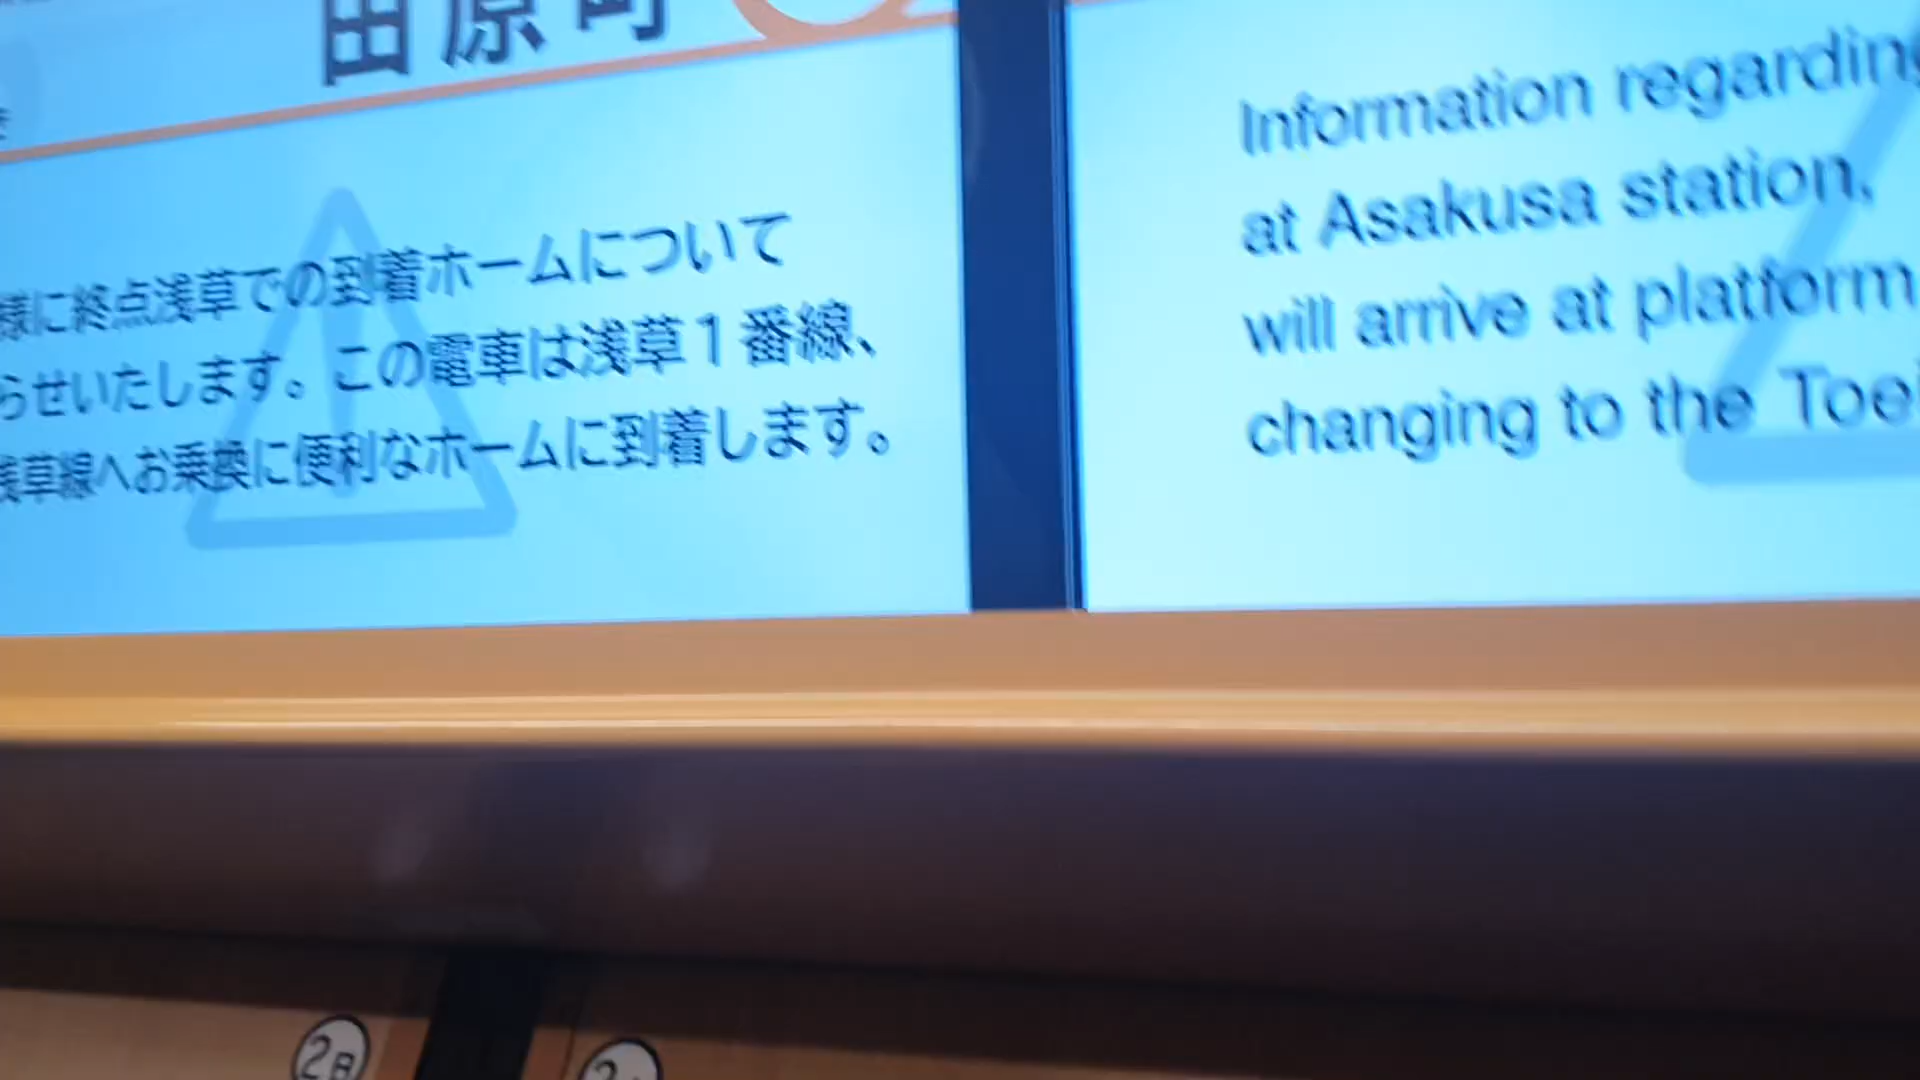 田原町
様に終点浅草での到着ホームについて
らせいたします。この電車は浅草1番線、
浅草線へお乗換に便利なホームに到着します。
Information regarding
at Asakusa station,
will arrive at platform
changing to the Toei
2B